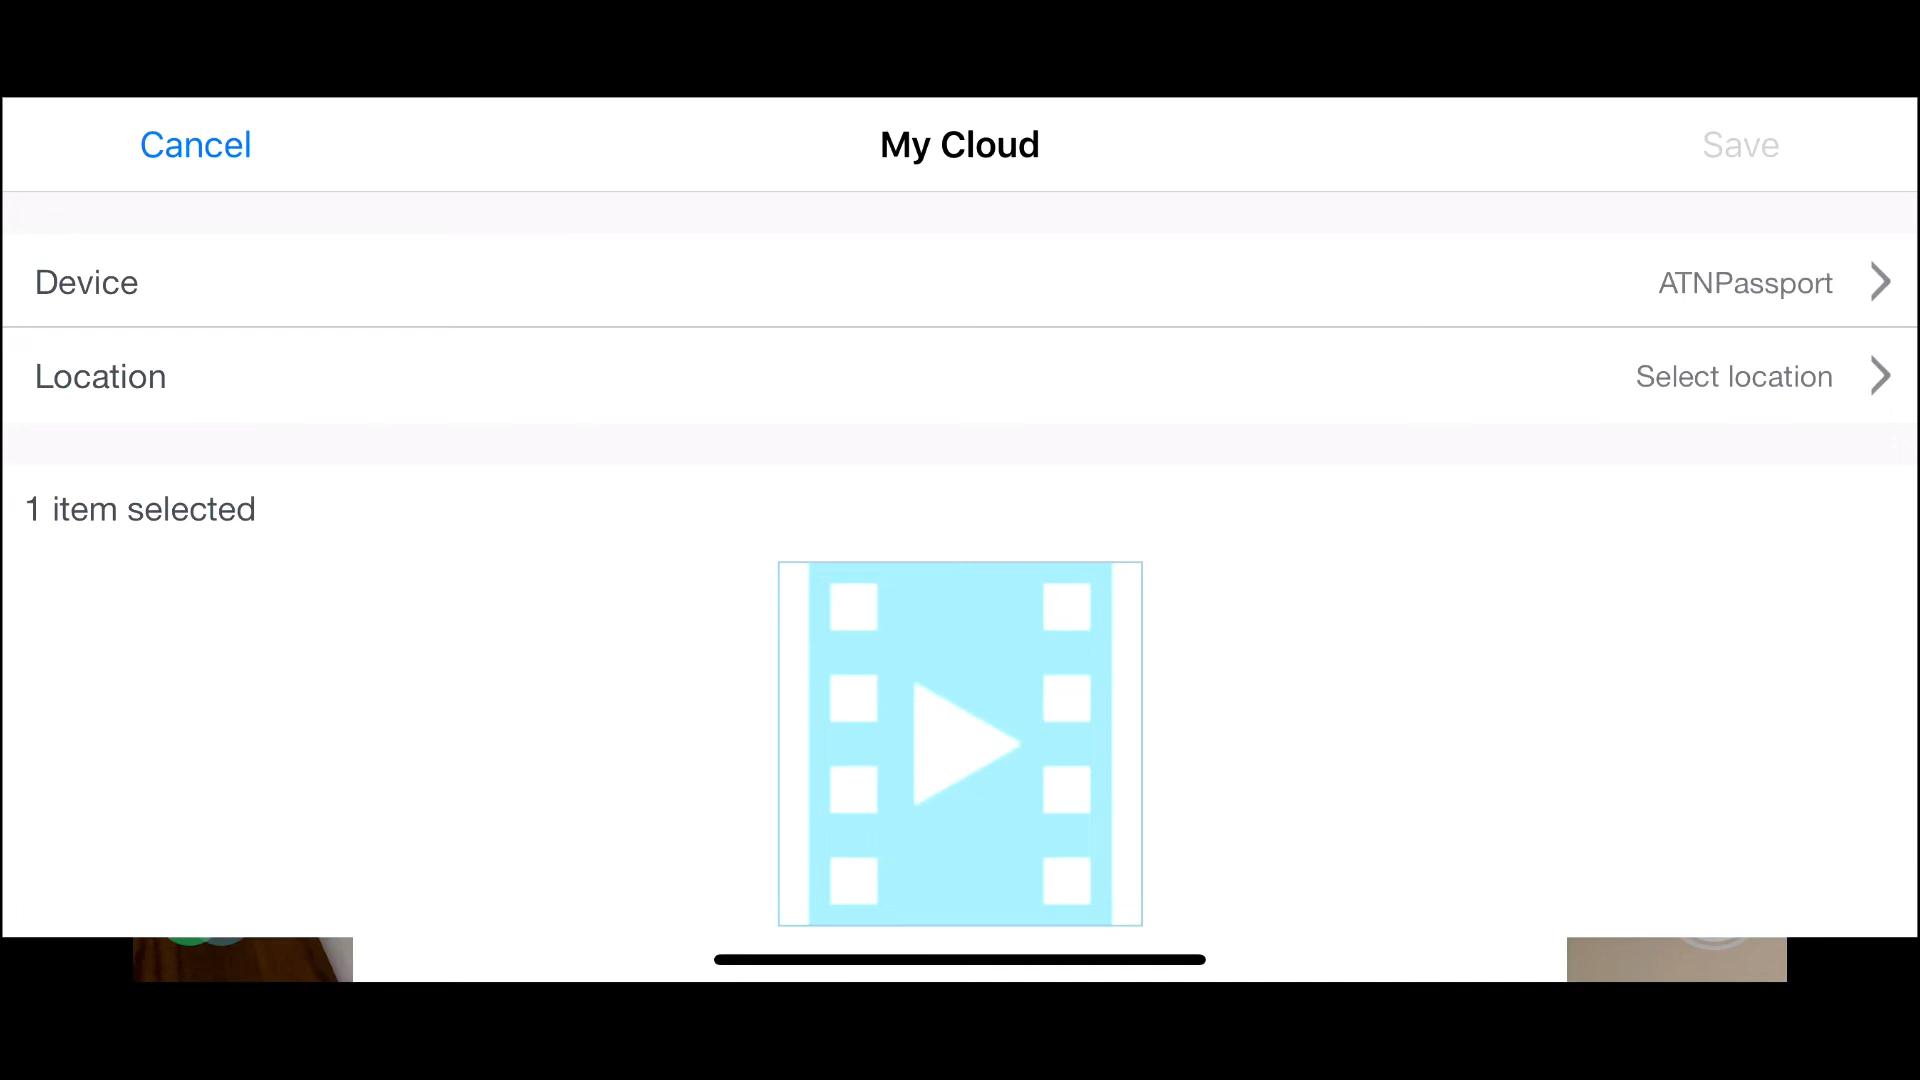 Cancel
My Cloud
Save
Device
ATNPassport
Location
Select location
1 item selected